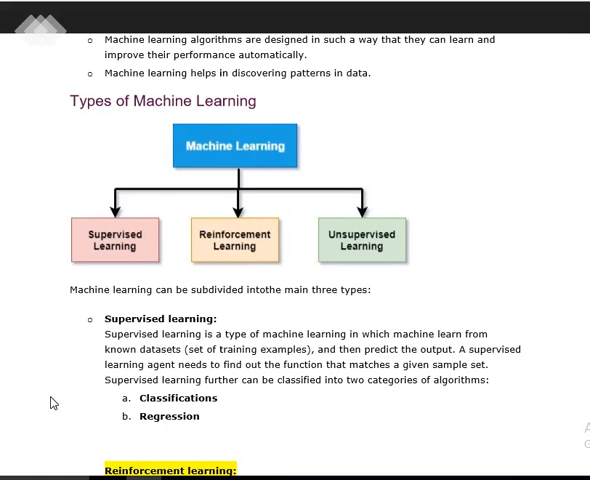 o Machine learning algorithms are designed in such a way that they can learn and
improve their performance automatically.
o Machine learning helps in discovering patterns in data.
Types of Machine Learning
Machine Learning
Supervised
Learning
Reinforcement
Learning
Unsupervised
Learning
Machine learning can be subdivided intothe main three types:
o Supervised learning:
Supervised learning is a type of machine learning in which machine learn from
known datasets (set of training examples), and then predict the output. A supervised
learning agent needs to find out the function that matches a given sample set.
Supervised learning further can be classified into two categories of algorithms:
a. Classifications
b. Regression
Reinforcement learning: